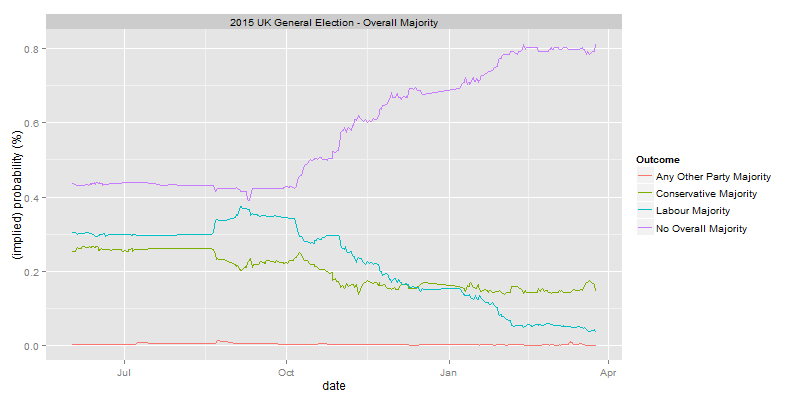 2015 UK General Election - Overall Majority
0.8
0.6
0.4
0.2
0.0
(implied) probability (%)
Jul
Oct
Jan
Apr
date
Outcome
Any Other Party Majority
Conservative Majority
Labour Majority
No Overall Majority